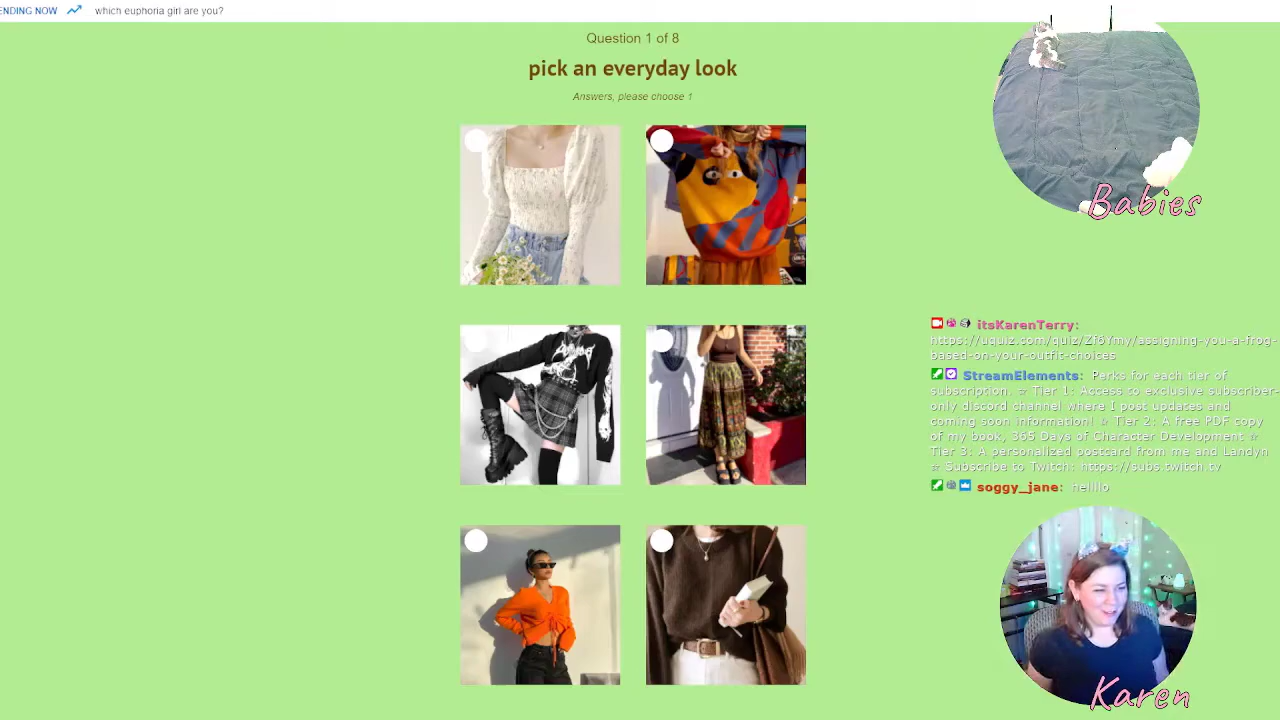 ENDING NOW which euphoria girl are you?
Question 1 of 8
pick an everyday look
Answers, please choose 1
Babies
itsKarenTerry:
https://uquiz.com/quiz/Zf6Ymy/assigning-you-a-frog-
based-on-your-outfit-choices
StreamElements: Perks for each tier of
subscription. ☆ Tier 1: Access to exclusive subscriber-
only discord channel where I post updates and
coming soon information! ☆ Tier 2: A free PDF copy
of my book, 365 Days of Character Development ☆
Tier 3: A personalized postcard from me and Landyn
☆ Subscribe to Twitch: https://subs.twitch.tv
soggy_jane: helllo
Karen